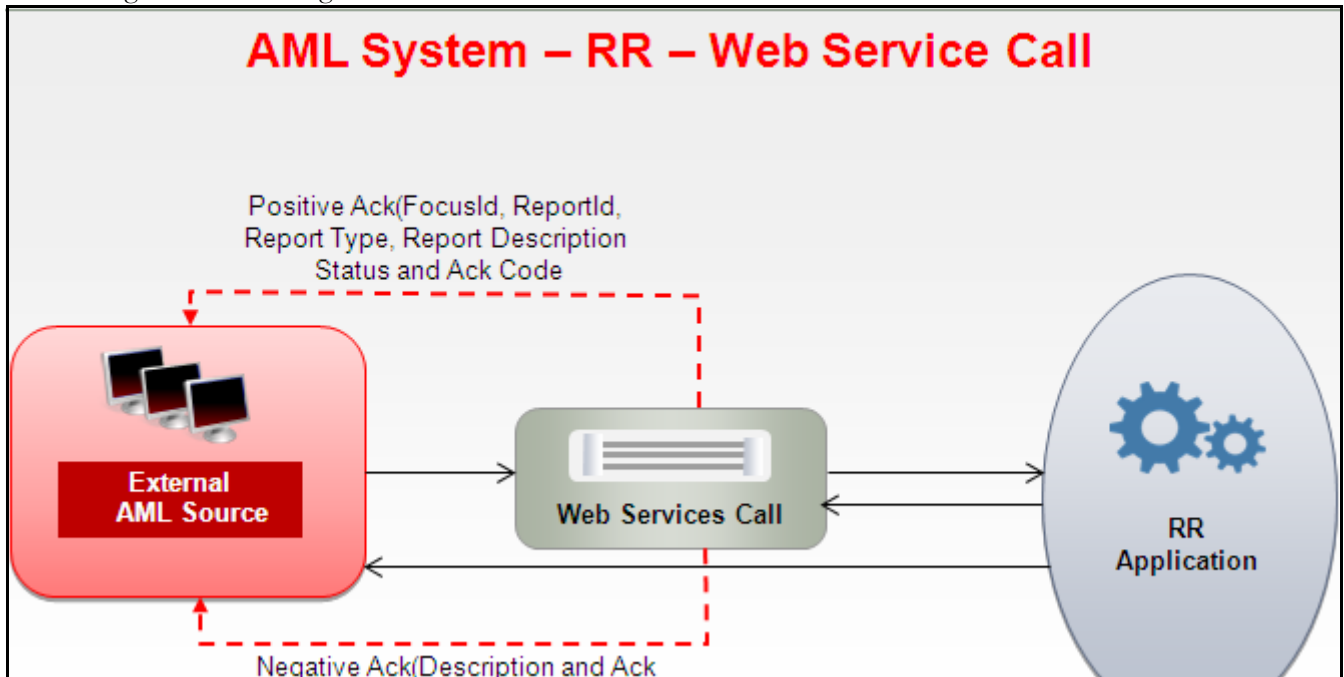 AML System – RR – Web Service Call
Positive Ack(FocusId, ReportId,
Report Type, Report Description
Status and Ack Code
External
AML Source
Web Services Call
RR
Application
Negative Ack(Description and Ack